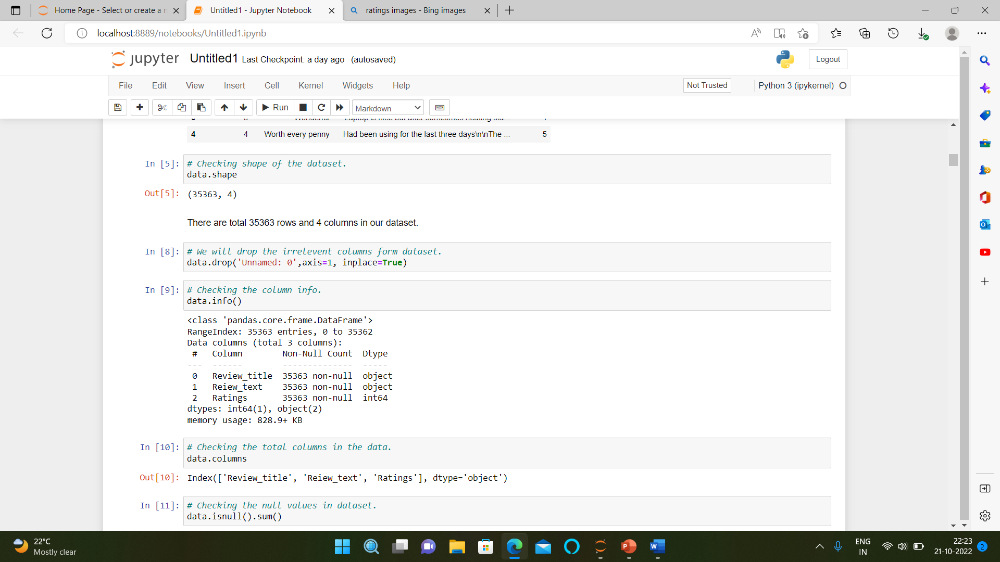 Home Page - Select or create a n
Untitled1 - Jupyter Notebook
ratings images - Bing images
localhost:8889/notebooks/Untitled1.ipynb
jupyter Untitled1 Last Checkpoint: a day ago (autosaved)
Logout
File Edit View Insert Cell Kernel Widgets Help
Not Trusted
Python 3 (ipykernel)
Run
Markdown
4 4 Worth every penny Had been using for the last three days\n\nThe ... 5
In [5]: # Checking shape of the dataset.
data.shape
Out[5]: (35363, 4)
There are total 35363 rows and 4 columns in our dataset.
In [8]: # We will drop the irrelevent columns form dataset.
data.drop('Unnamed: 0',axis=1, inplace=True)
In [9]: # Checking the column info.
data.info()
<class 'pandas.core.frame.DataFrame'>
RangeIndex: 35363 entries, 0 to 35362
Data columns (total 3 columns):
# Column Non-Null Count Dtype
--- ------ -------------- -----
0 Review_title 35363 non-null object
1 Reiew_text 35363 non-null object
2 Ratings 35363 non-null int64
dtypes: int64(1), object(2)
memory usage: 828.9+ KB
In [10]: # Checking the total columns in the data.
data.columns
Out[10]: Index(['Review_title', 'Reiew_text', 'Ratings'], dtype='object')
In [11]: # Checking the null values in dataset.
data.isnull().sum()
22°C
Mostly clear
ENG
IN
22:23
21-10-2022
2